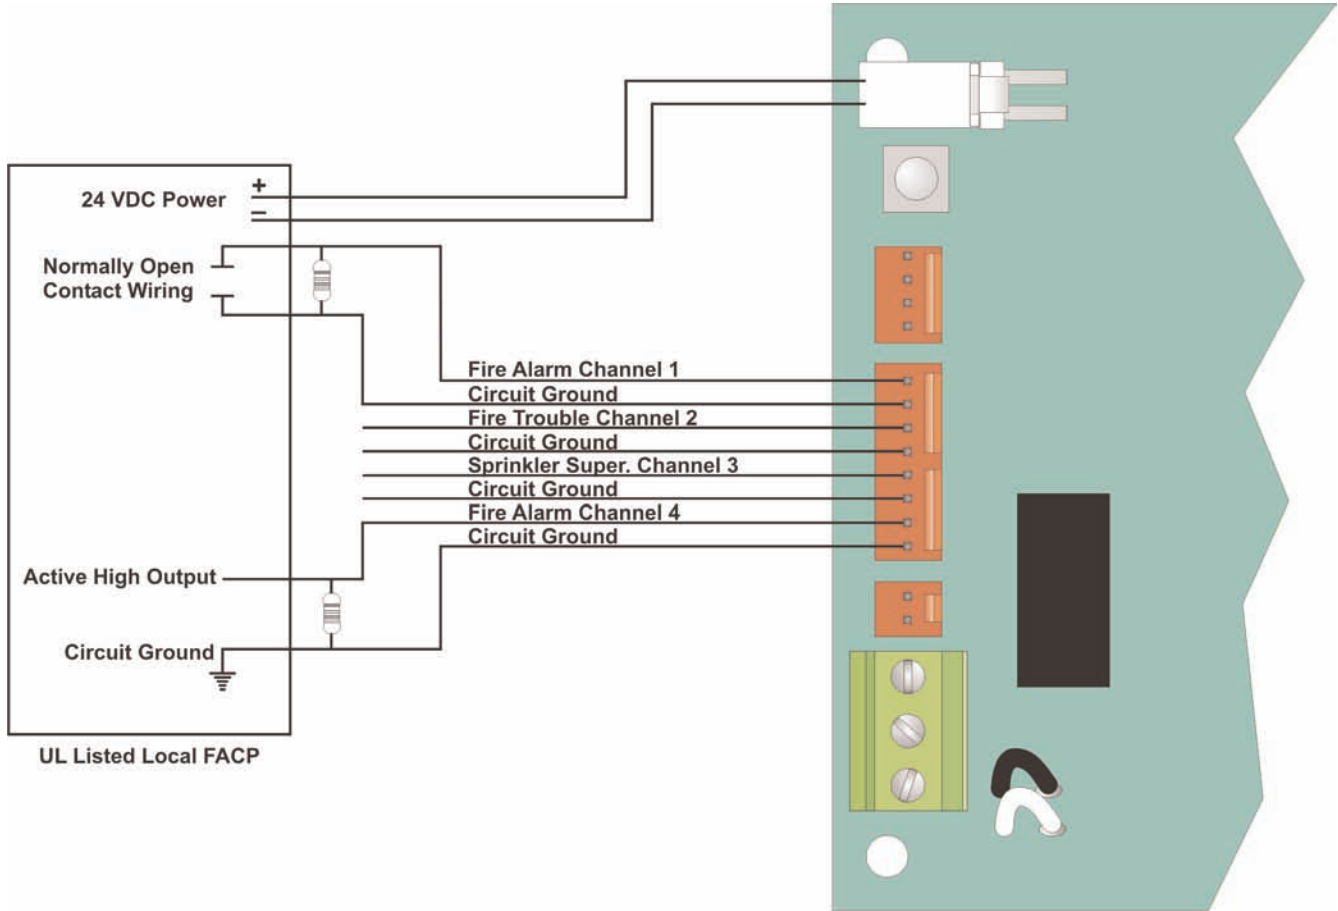 24 VDC Power
+
−
Normally Open
Contact Wiring
Fire Alarm Channel 1
Circuit Ground
Fire Trouble Channel 2
Circuit Ground
Sprinkler Super. Channel 3
Circuit Ground
Fire Alarm Channel 4
Circuit Ground
Active High Output
Circuit Ground
UL Listed Local FACP